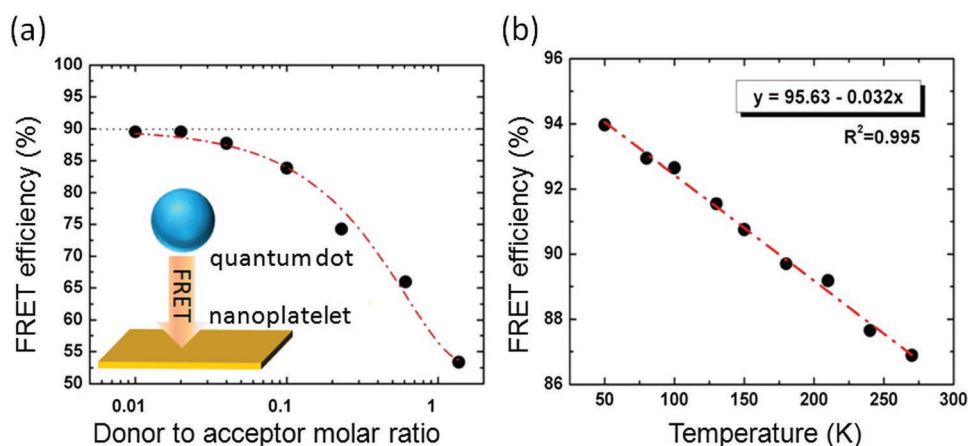 (a)
FRET efficiency (%)
100
95
90
85
80
75
70
65
60
55
50
quantum dot
FRET
nanoplatelet
0.01 0.1 1
Donor to acceptor molar ratio
(b)
FRET efficiency (%)
96
94
92
90
88
86
y = 95.63 - 0.032x
R²=0.995
50 100 150 200 250 300
Temperature (K)